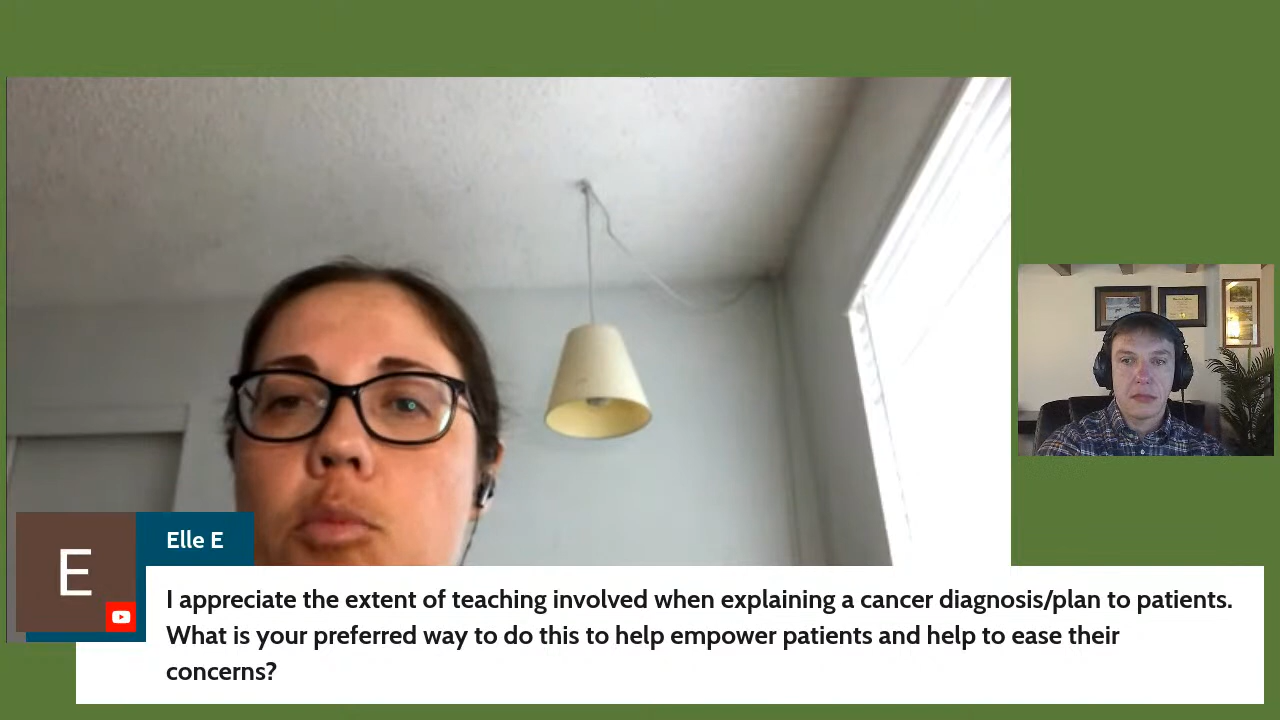 E
Elle E
I appreciate the extent of teaching involved when explaining a cancer diagnosis/plan to patients.
What is your preferred way to do this to help empower patients and help to ease their
concerns?